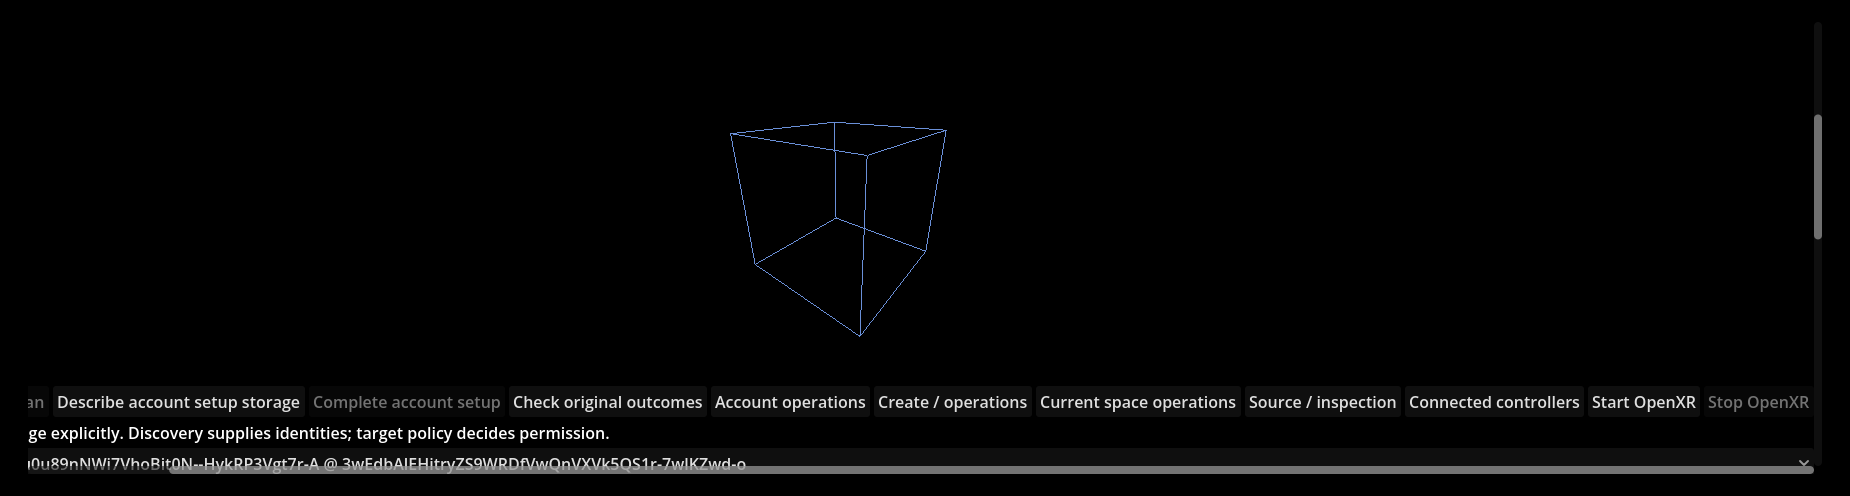 an Describe account setup storage Complete account setup Check original outcomes Account operations Create / operations Current space operations Source / inspection Connected controllers Start OpenXR Stop OpenXR
ge explicitly. Discovery supplies identities; target policy decides permission.